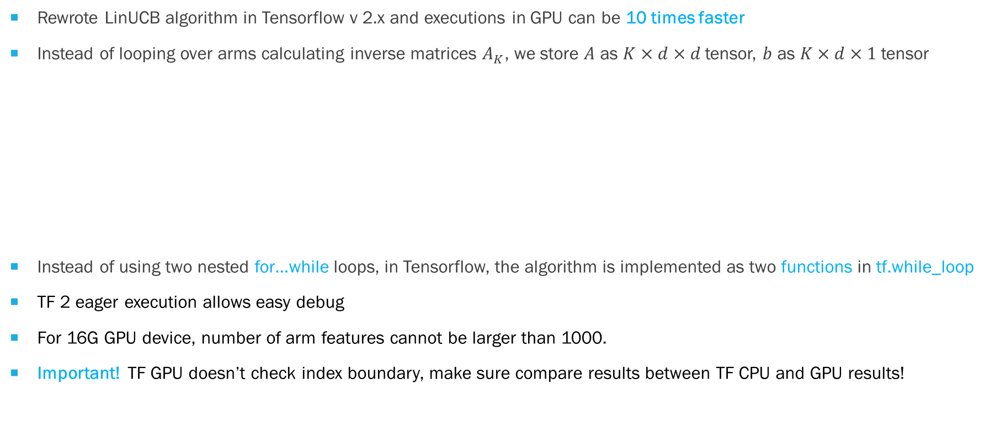 ▪ Rewrote LinUCB algorithm in Tensorflow v 2.x and executions in GPU can be 10 times faster
▪ Instead of looping over arms calculating inverse matrices $A_K$, we store $A$ as $K \times d \times d$ tensor, $b$ as $K \times d \times 1$ tensor
▪ Instead of using two nested for...while loops, in Tensorflow, the algorithm is implemented as two functions in tf.while_loop
▪ TF 2 eager execution allows easy debug
▪ For 16G GPU device, number of arm features cannot be larger than 1000.
▪ Important! TF GPU doesn’t check index boundary, make sure compare results between TF CPU and GPU results!